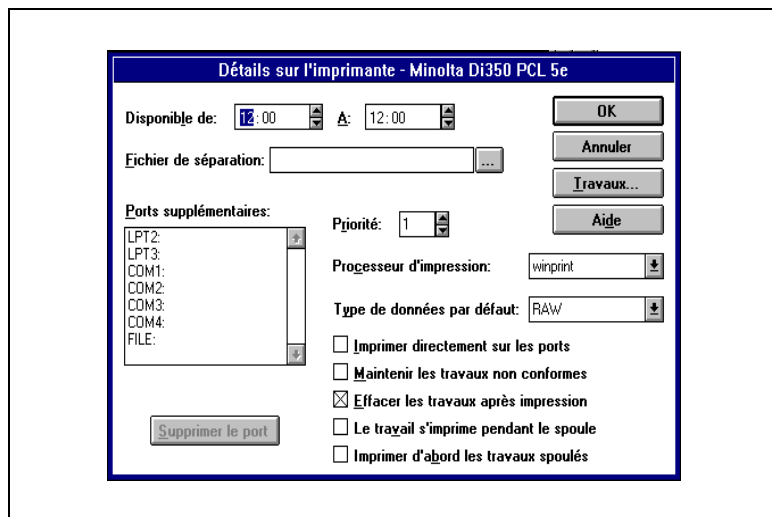 Détails sur l'imprimante - Minolta Di350 PCL 5e
Disponible de: 12:00 A: 12:00
OK
Annuler
Fichier de séparation: ...
Travaux...
Aide
Ports supplémentaires:
LPT2:
LPT3:
COM1:
COM2:
COM3:
COM4:
FILE:
Priorité: 1
Processeur d'impression: winprint
Type de données par défaut: RAW
Imprimer directement sur les ports
Maintenir les travaux non conformes
Effacer les travaux après impression
Le travail s'imprime pendant le spoule
Imprimer d'abord les travaux spoulés
Supprimer le port